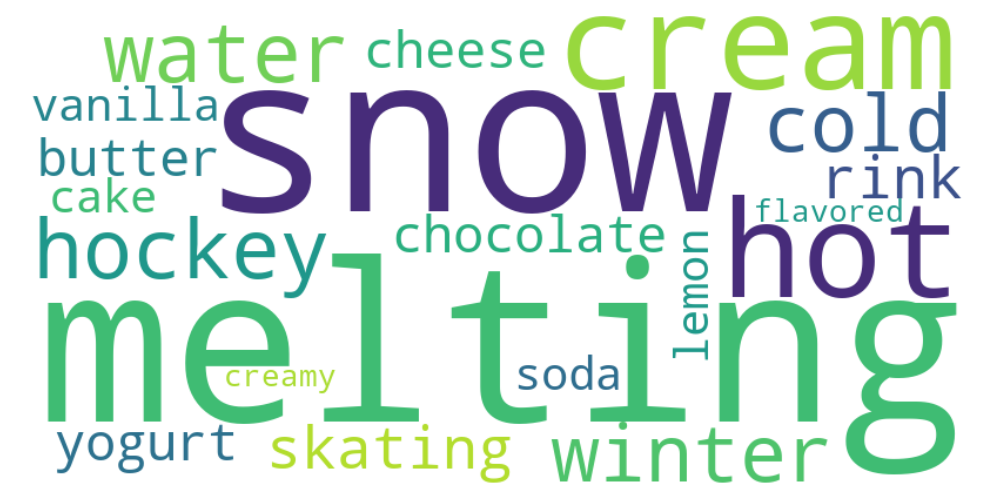 water cheese cream
vanilla snow cold
butter rink
cake flavored
hockey chocolate lemon hot
melting
creamy soda
yogurt skating winter